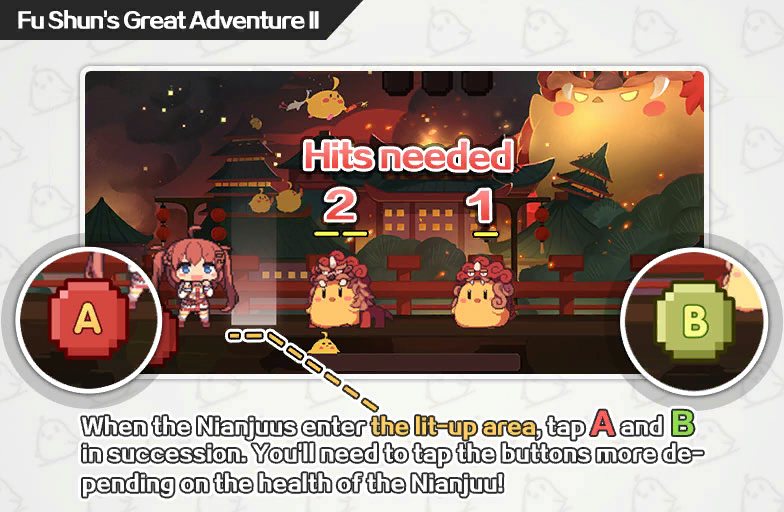 Fu Shun's Great Adventure II
Hits needed
2 1
A
B
When the Nianjuus enter the lit-up area, tap A and B
in succession. You'll need to tap the buttons more de-
pending on the health of the Nianjuu!